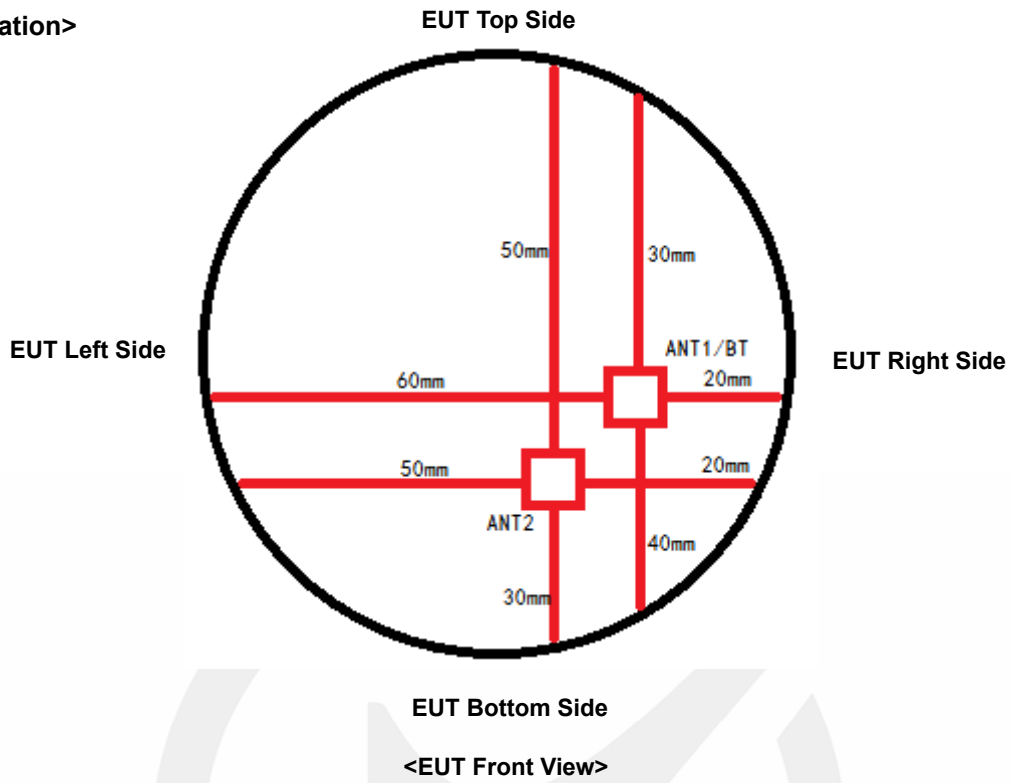 ation>
EUT Top Side
50mm
30mm
EUT Left Side
ANT1/BT
EUT Right Side
60mm
20mm
50mm
20mm
ANT2
40mm
30mm
EUT Bottom Side
<EUT Front View>